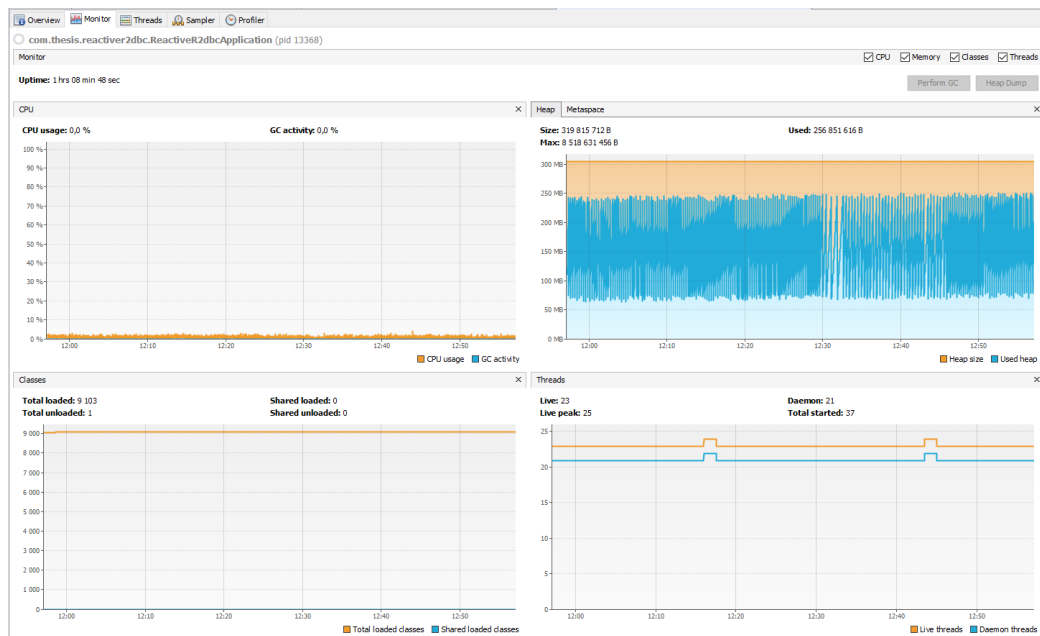 Overview Monitor Threads Sampler Profiler
com.thesis.reactiver2dbc.ReactiveR2dbcApplication (pid 13368)
Monitor CPU Memory Classes Threads
Uptime: 1 hrs 08 min 48 sec Perform GC Heap Dump
CPU ×
CPU usage: 0,0 % GC activity: 0,0 %
100 %
90 %
80 %
70 %
60 %
50 %
40 %
30 %
20 %
10 %
0 %
12:00 12:10 12:20 12:30 12:40 12:50
CPU usage GC activity
Heap Metaspace ×
Size: 319 815 712 B Used: 256 851 616 B
Max: 8 518 631 456 B
300 MB
250 MB
200 MB
150 MB
100 MB
50 MB
0 MB
12:00 12:10 12:20 12:30 12:40 12:50
Heap size Used heap
Classes ×
Total loaded: 9 103 Shared loaded: 0
Total unloaded: 1 Shared unloaded: 0
9 000
8 000
7 000
6 000
5 000
4 000
3 000
2 000
1 000
0
12:00 12:10 12:20 12:30 12:40 12:50
Total loaded classes Shared loaded classes
Threads ×
Live: 23 Daemon: 21
Live peak: 25 Total started: 37
25
20
15
10
5
0
12:00 12:10 12:20 12:30 12:40 12:50
Live threads Daemon threads